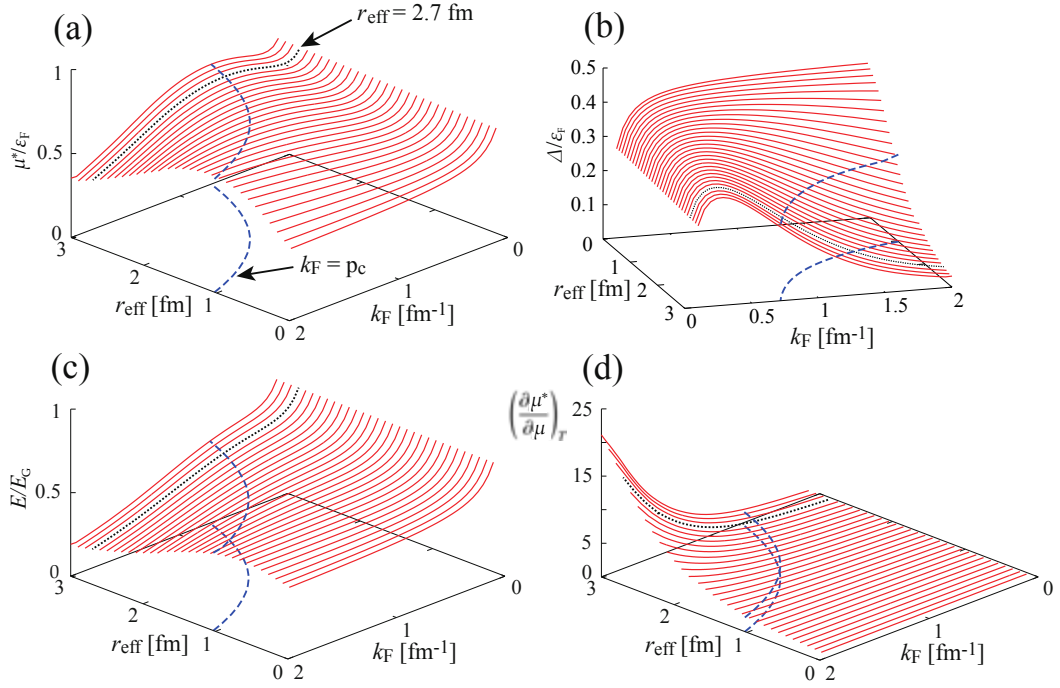 (a)
r_eff = 2.7 fm
1
0.5
0
μ*/ε_F
3
2
1
0
r_eff [fm]
k_F = p_c
2
1
0
k_F [fm⁻¹]
(b)
0.5
0.4
0.3
0.2
0.1
0
Δ/ε_F
1
2
3
r_eff [fm]
0
0.5
1
1.5
2
k_F [fm⁻¹]
(c)
1
0.5
0
E/E_G
3
2
1
0
r_eff [fm]
2
1
0
k_F [fm⁻¹]
(d)
(∂μ*/∂μ)_T
25
15
5
0
3
2
1
0
r_eff [fm]
2
1
0
k_F [fm⁻¹]